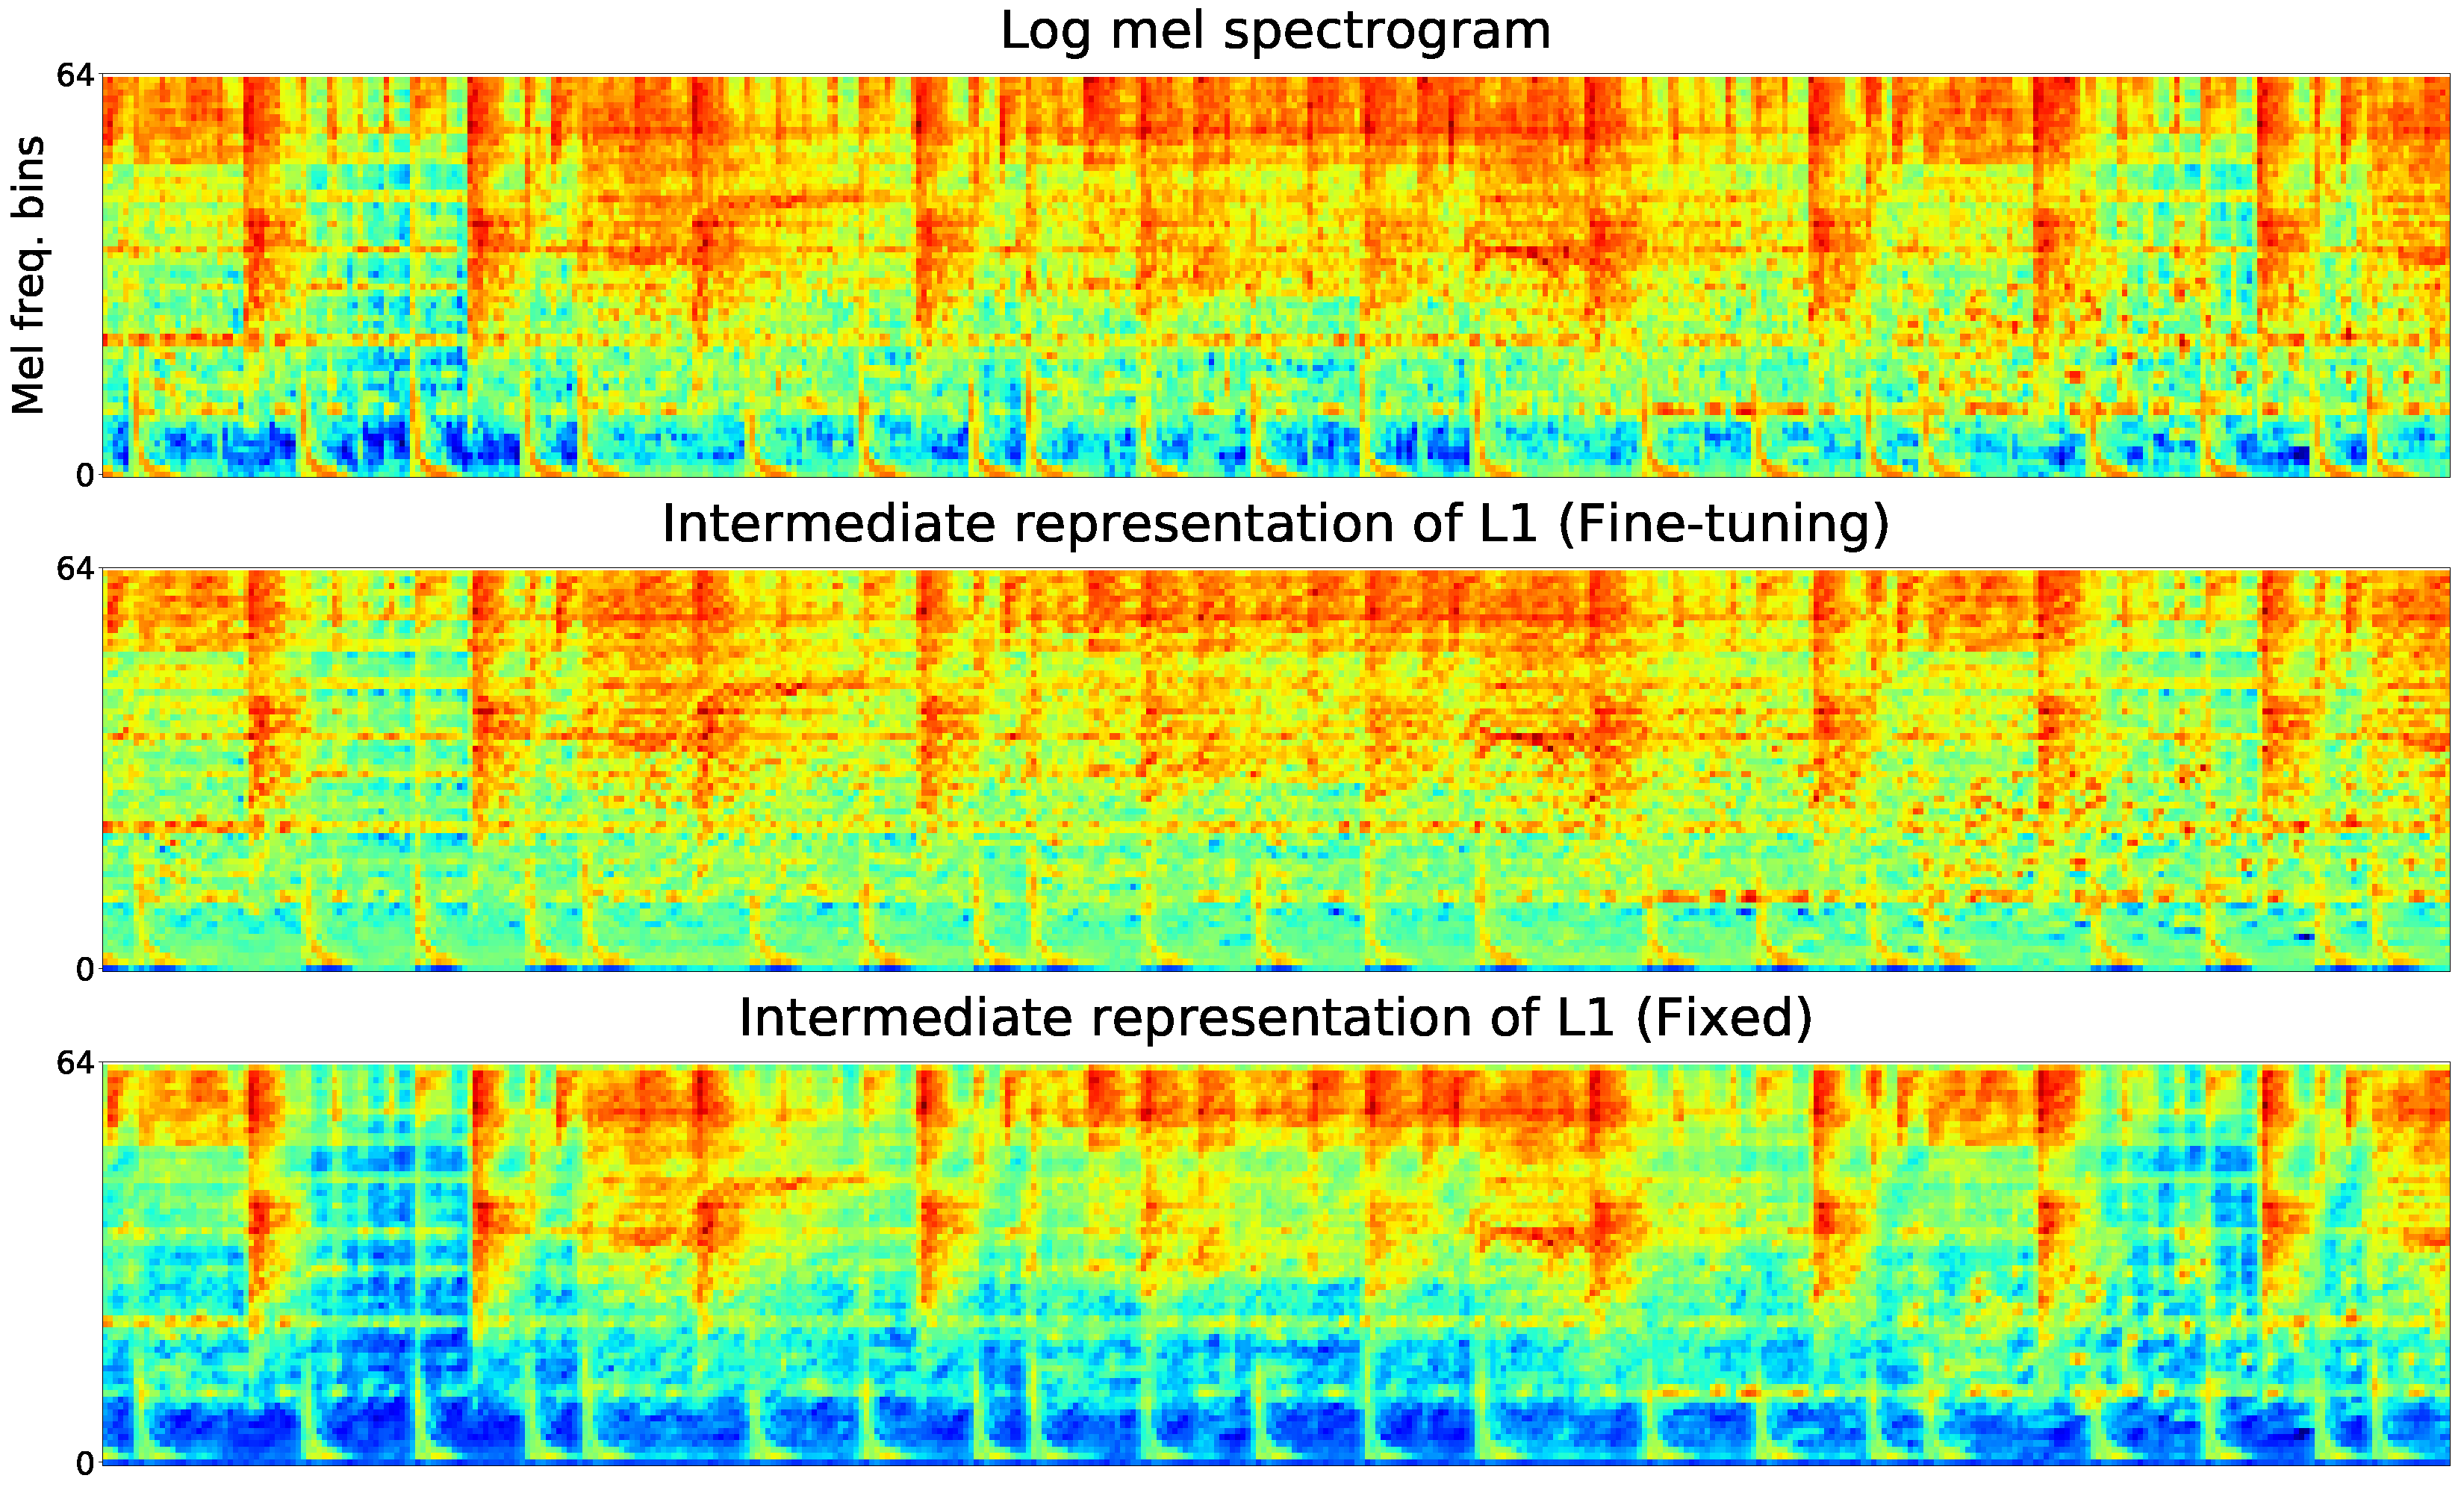 Log mel spectrogram
64
Mel freq. bins
0
Intermediate representation of L1 (Fine-tuning)
64
0
Intermediate representation of L1 (Fixed)
64
0